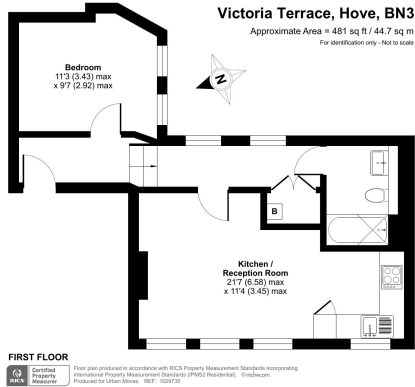 Victoria Terrace, Hove, BN3
Approximate Area = 481 sq ft / 44.7 sq m
For identification only - Not to scale
Bedroom
11'3 (3.43) max
x 9'7 (2.92) max
N
B
Kitchen /
Reception Room
21'7 (6.58) max
x 11'4 (3.45) max
FIRST FLOOR
RICS
Certified
Property
Measurer
Floor plan produced in accordance with RICS Property Measurement Standards incorporating
International Property Measurement Standards (IPMS2 Residential). ©nichecom.
Produced for Urban Moves. REF: 1029735